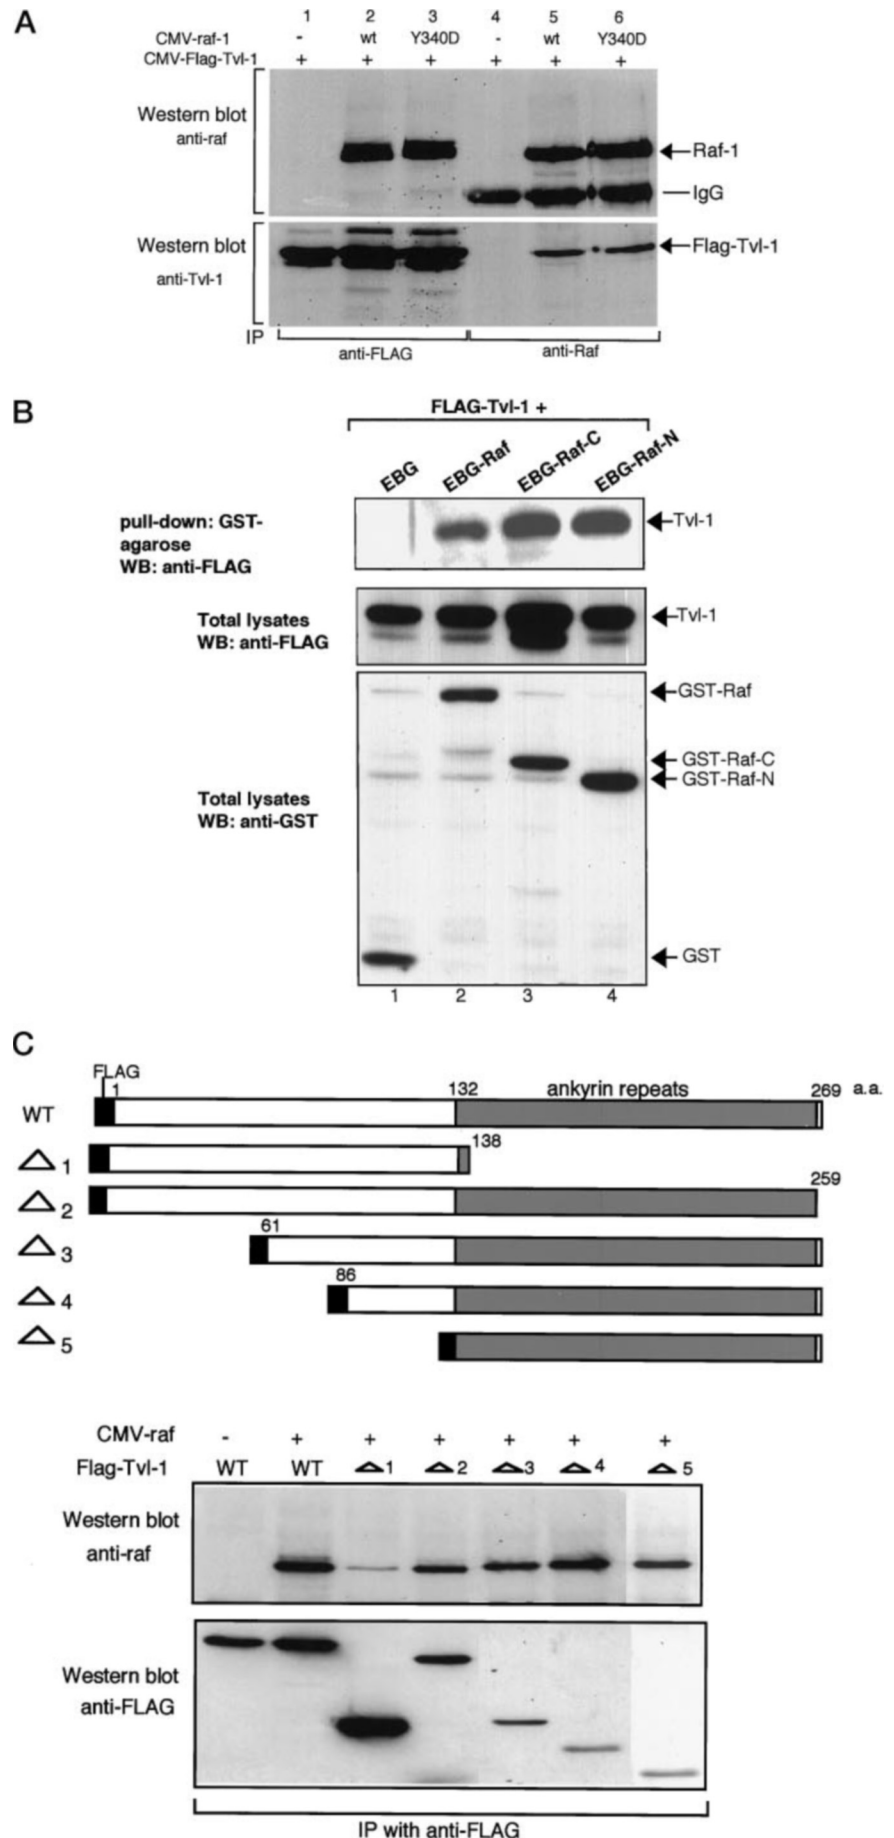 A
1 2 3 4 5 6
CMV-raf-1 - wt Y340D - wt Y340D
CMV-Flag-Tvl-1 + + + + + +
Western blot
anti-raf
Raf-1
IgG
Western blot
anti-Tvl-1
Flag-Tvl-1
IP
anti-FLAG anti-Raf
B
FLAG-Tvl-1 +
EBG EBG-Raf EBG-Raf-C EBG-Raf-N
pull-down: GST-
agarose
WB: anti-FLAG
Tvl-1
Total lysates
WB: anti-FLAG
Tvl-1
GST-Raf
GST-Raf-C
GST-Raf-N
Total lysates
WB: anti-GST
GST
1 2 3 4
C
FLAG
1 132 ankyrin repeats 269 a.a.
WT
138
△1
259
△2
61
△3
86
△4
△5
CMV-raf - + + + + + +
Flag-Tvl-1 WT WT △1 △2 △3 △4 △5
Western blot
anti-raf
Western blot
anti-FLAG
IP with anti-FLAG